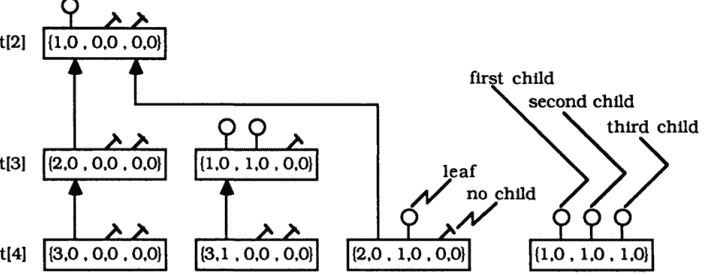 t[2] {1,0 , 0,0 , 0,0}
first child
second child
third child
t[3] {2,0 , 0,0 , 0,0} {1,0 , 1,0 , 0,0}
leaf
no child
t[4] {3,0 , 0,0 , 0,0} {3,1 , 0,0 , 0,0} {2,0 , 1,0 , 0,0} {1,0 , 1,0 , 1,0}